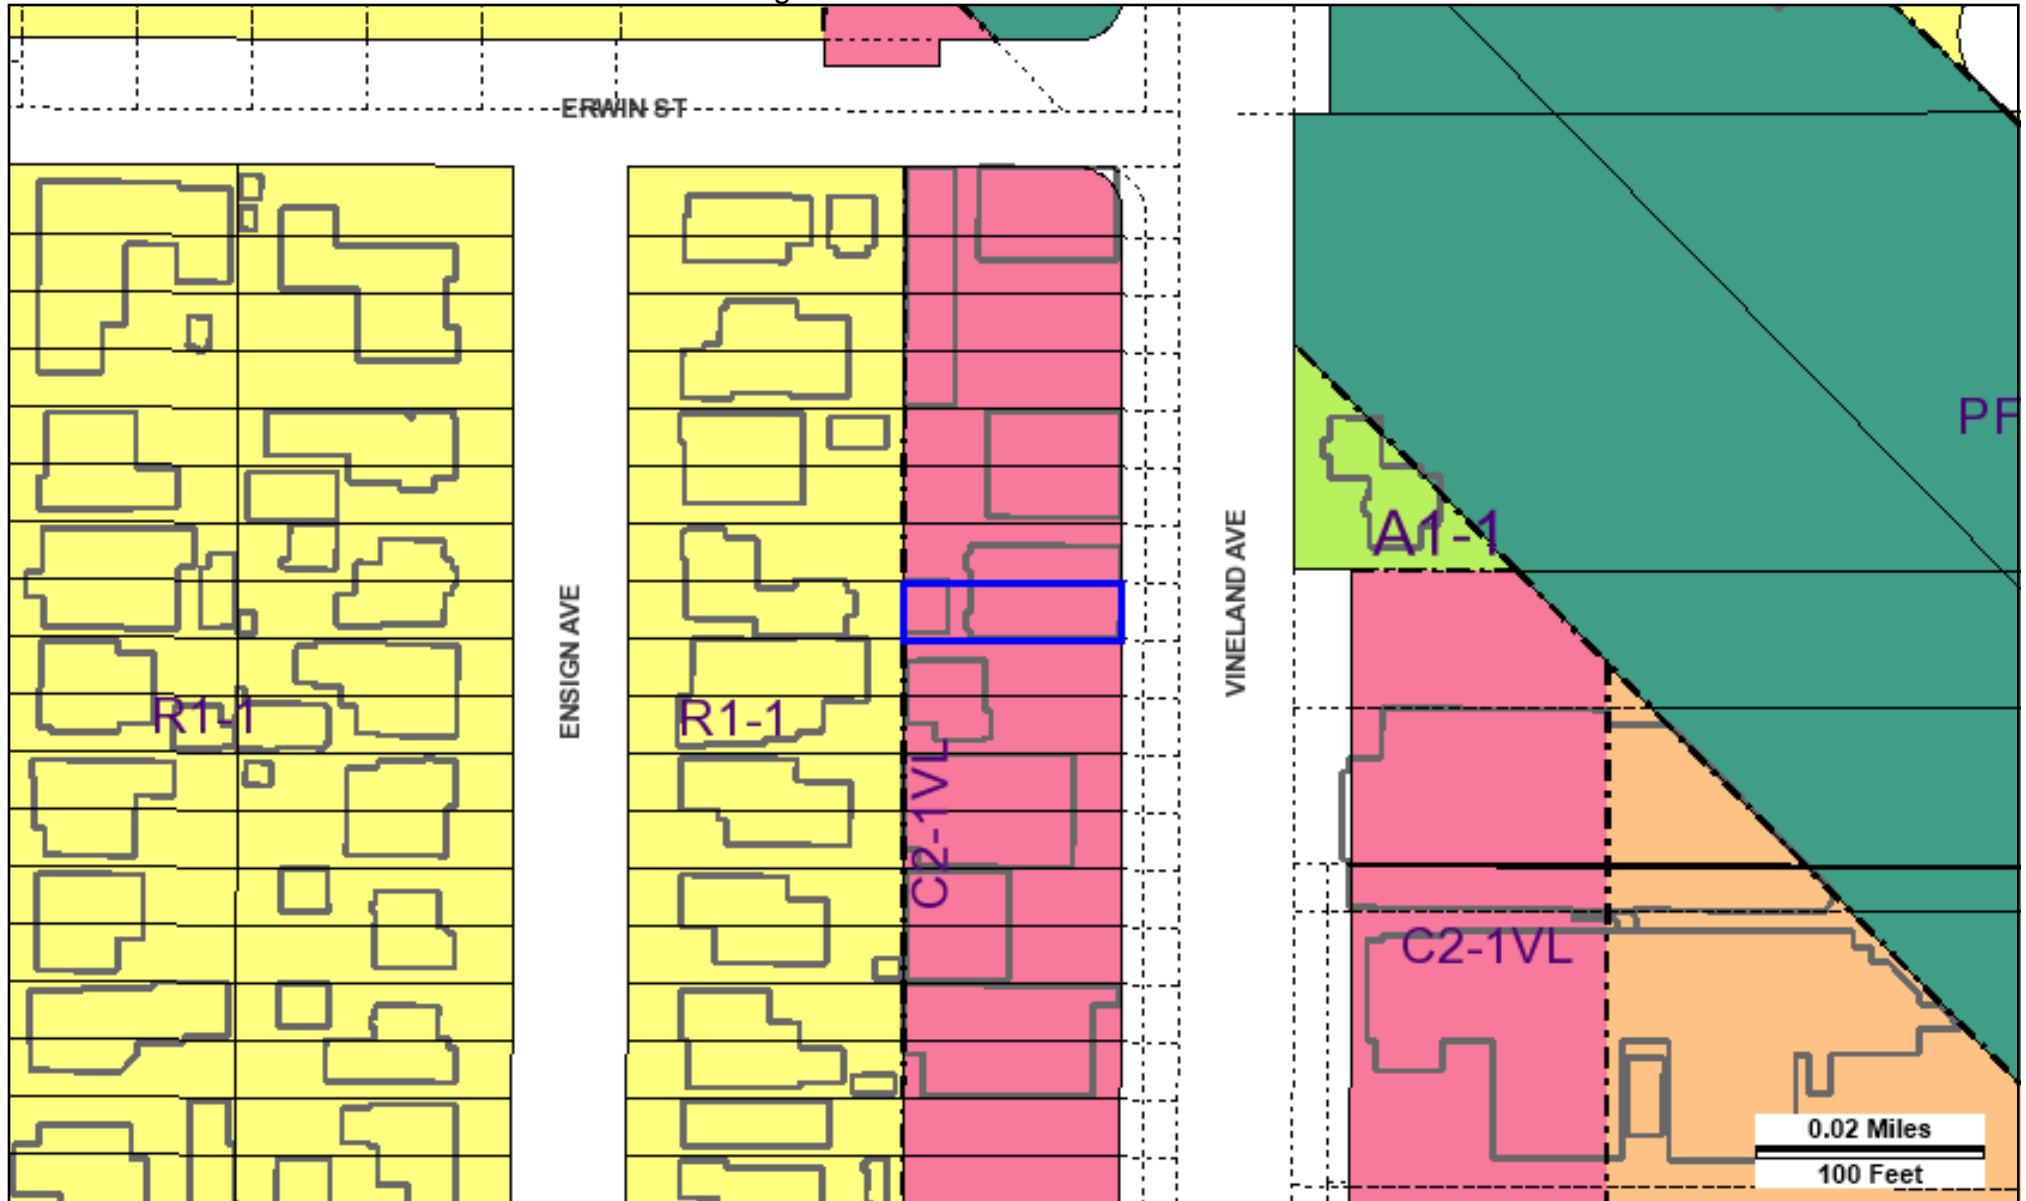 ERWIN ST
PF
A1-1
VINELAND AVE
ENSIGN AVE
R1-1
R1-1
C2-1VL
C2-1VL
0.02 Miles
100 Feet